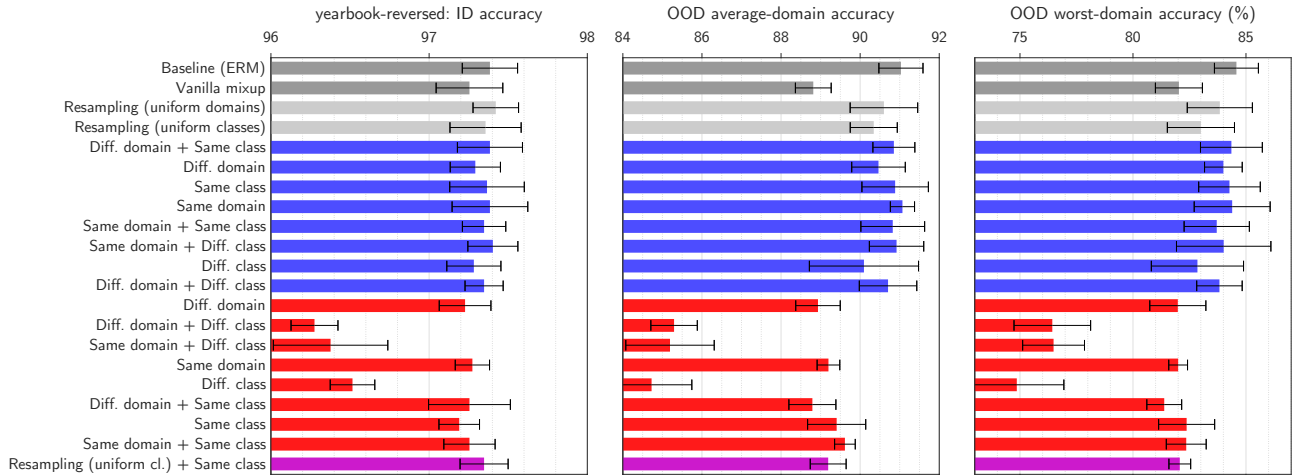 yearbook-reversed: ID accuracy
OOD average-domain accuracy
OOD worst-domain accuracy (%)
96 97 98
84 86 88 90 92
75 80 85
Baseline (ERM)
Vanilla mixup
Resampling (uniform domains)
Resampling (uniform classes)
Diff. domain + Same class
Diff. domain
Same class
Same domain
Same domain + Same class
Same domain + Diff. class
Diff. class
Diff. domain + Diff. class
Diff. domain
Diff. domain + Diff. class
Same domain + Diff. class
Same domain
Diff. class
Diff. domain + Same class
Same class
Same domain + Same class
Resampling (uniform cl.) + Same class